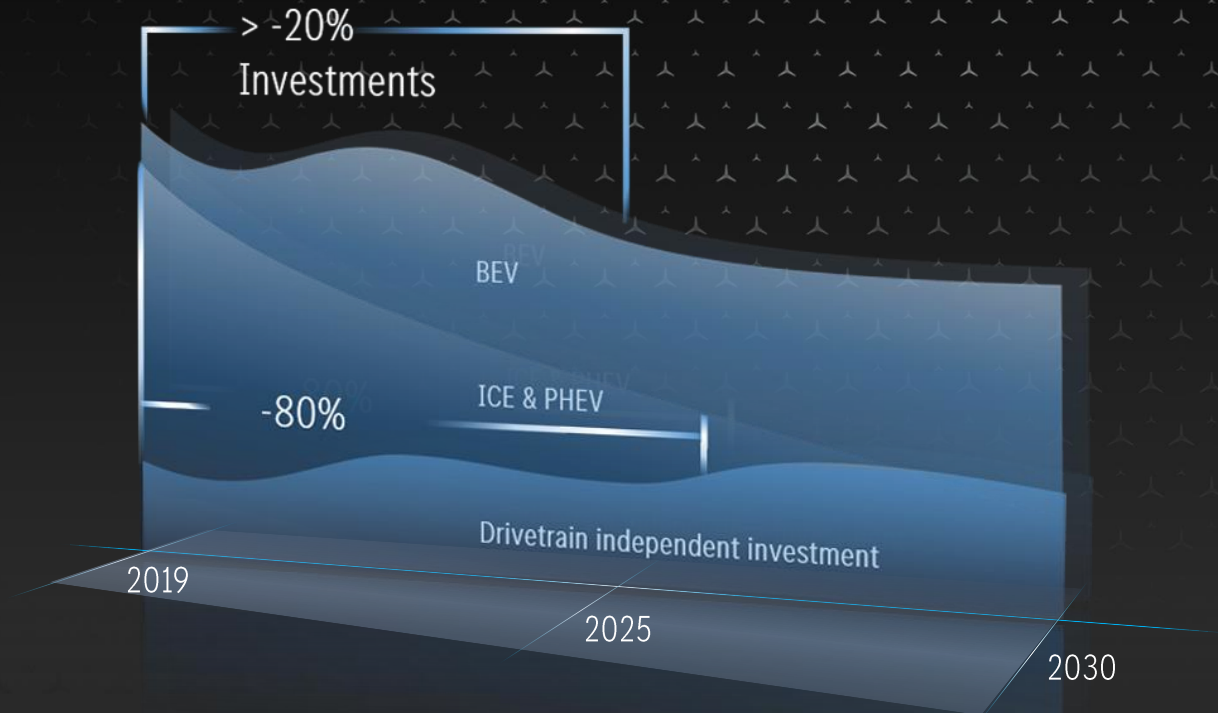 > -20%
Investments
BEV
ICE & PHEV
-80%
Drivetrain independent investment
2019
2025
2030